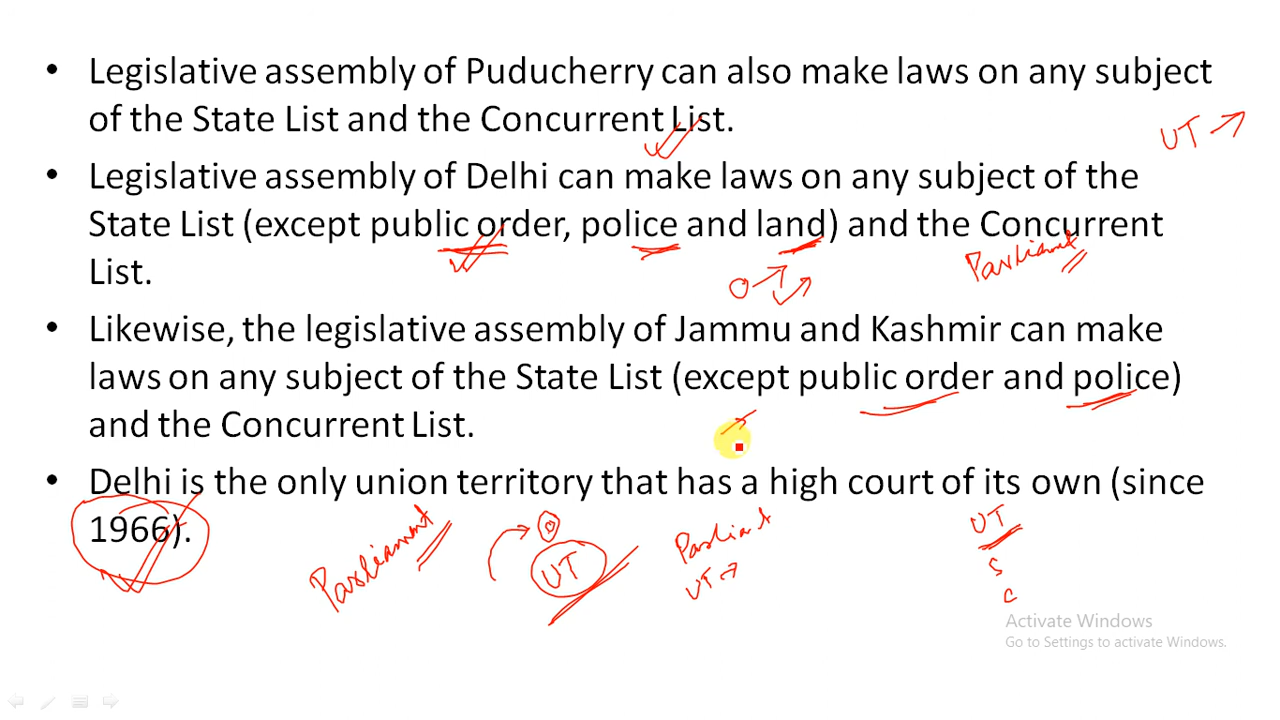 • Legislative assembly of Puducherry can also make laws on any subject
of the State List and the Concurrent List.
UT →
• Legislative assembly of Delhi can make laws on any subject of the
State List (except public order, police and land) and the Concurrent
List.
Parliamt
• Likewise, the legislative assembly of Jammu and Kashmir can make
laws on any subject of the State List (except public order and police)
and the Concurrent List.
• Delhi is the only union territory that has a high court of its own (since
1966).
Parliament
UT
Parliamt
UT →
UT
S
C
Activate Windows
Go to Settings to activate Windows.